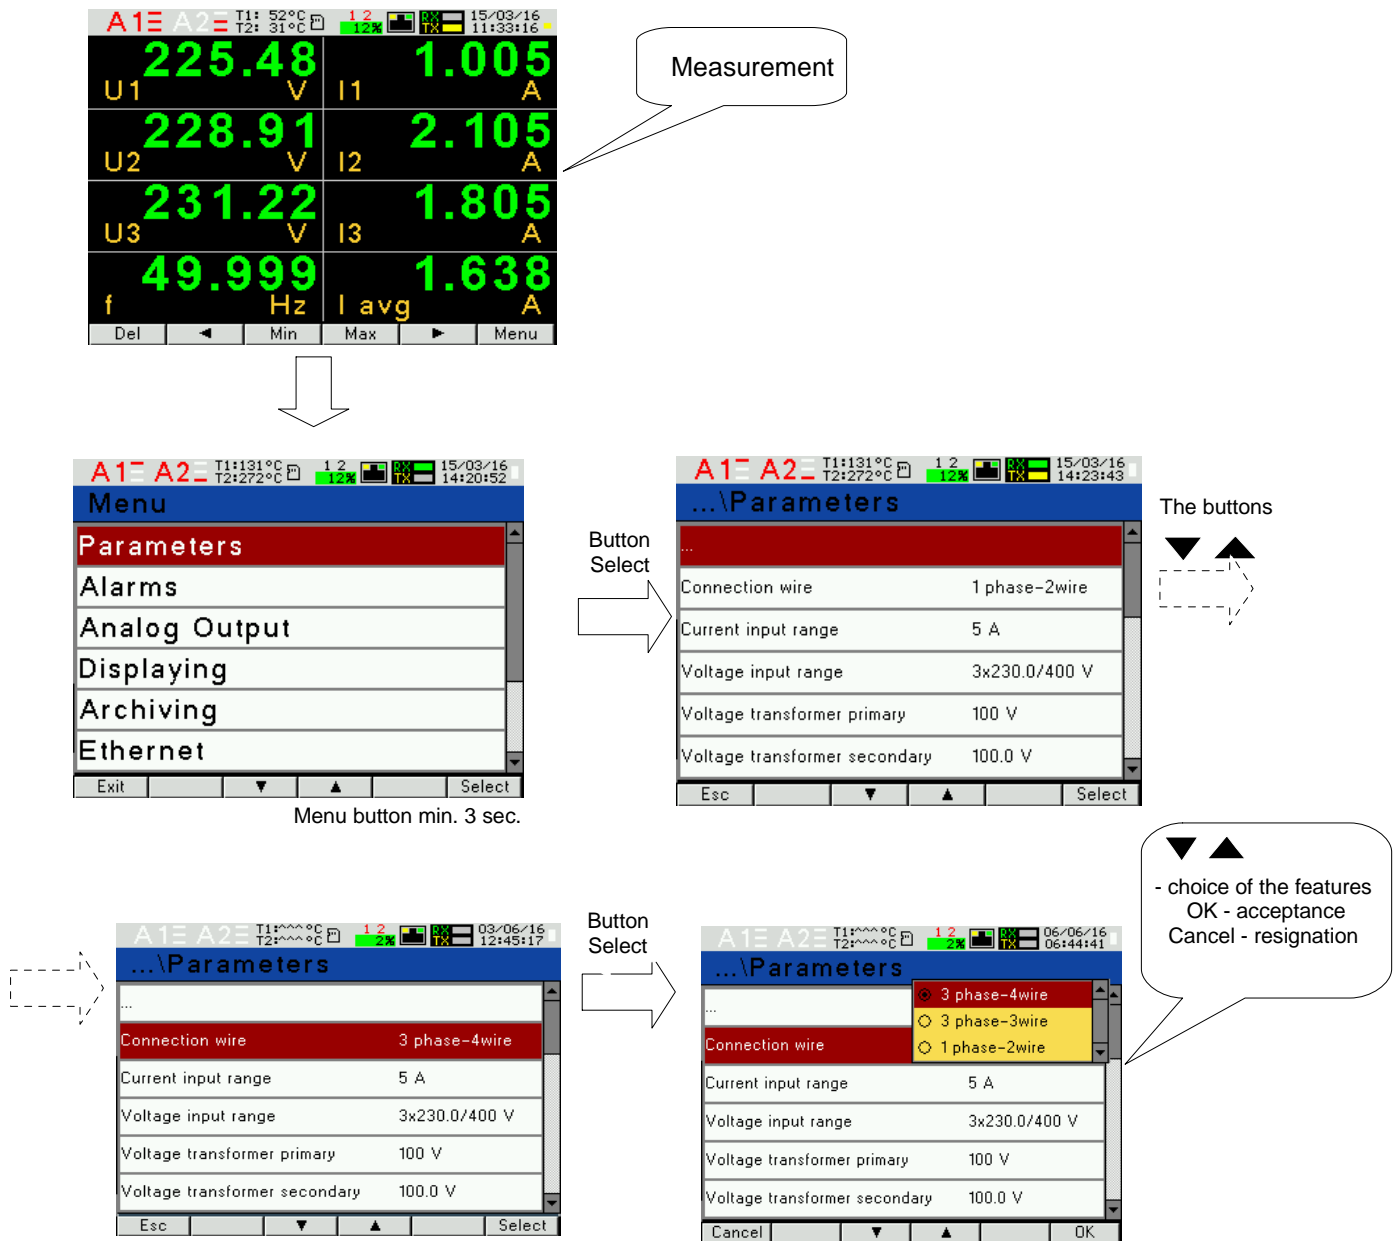 A1 A2 T1: 52°C 1 2 RX 15/03/16
T2: 31°C 12% TX 11:33:16
225.48 1.005
U1 V I1 A
228.91 2.105
U2 V I2 A
231.22 1.805
U3 V I3 A
49.999 1.638
f Hz I avg A
Del ◄ Min Max ► Menu
Measurement
A1 A2 T1:131°C 1 2 RX 15/03/16
T2:272°C 12% TX 14:20:52
Menu
Parameters
Alarms
Analog Output
Displaying
Archiving
Ethernet
Exit ▼ ▲ Select
Menu button min. 3 sec.
Button
Select
A1 A2 T1:131°C 1 2 RX 15/03/16
T2:272°C 12% TX 14:23:43
...\Parameters
...
Connection wire 1 phase-2wire
Current input range 5 A
Voltage input range 3x230.0/400 V
Voltage transformer primary 100 V
Voltage transformer secondary 100.0 V
Esc ▼ ▲ Select
The buttons
▼ ▲
A1 A2 T1:^^^°C 1 2 RX 03/06/16
T2:^^^°C 2% TX 12:45:17
...\Parameters
...
Connection wire 3 phase-4wire
Current input range 5 A
Voltage input range 3x230.0/400 V
Voltage transformer primary 100 V
Voltage transformer secondary 100.0 V
Esc ▼ ▲ Select
Button
Select
A1 A2 T1:^^^°C 1 2 RX 06/06/16
T2:^^^°C 2% TX 06:44:41
...\Parameters
...
3 phase-4wire
3 phase-3wire
1 phase-2wire
Connection wire
Current input range 5 A
Voltage input range 3x230.0/400 V
Voltage transformer primary 100 V
Voltage transformer secondary 100.0 V
Cancel ▼ ▲ OK
▼ ▲
- choice of the features
OK - acceptance
Cancel - resignation